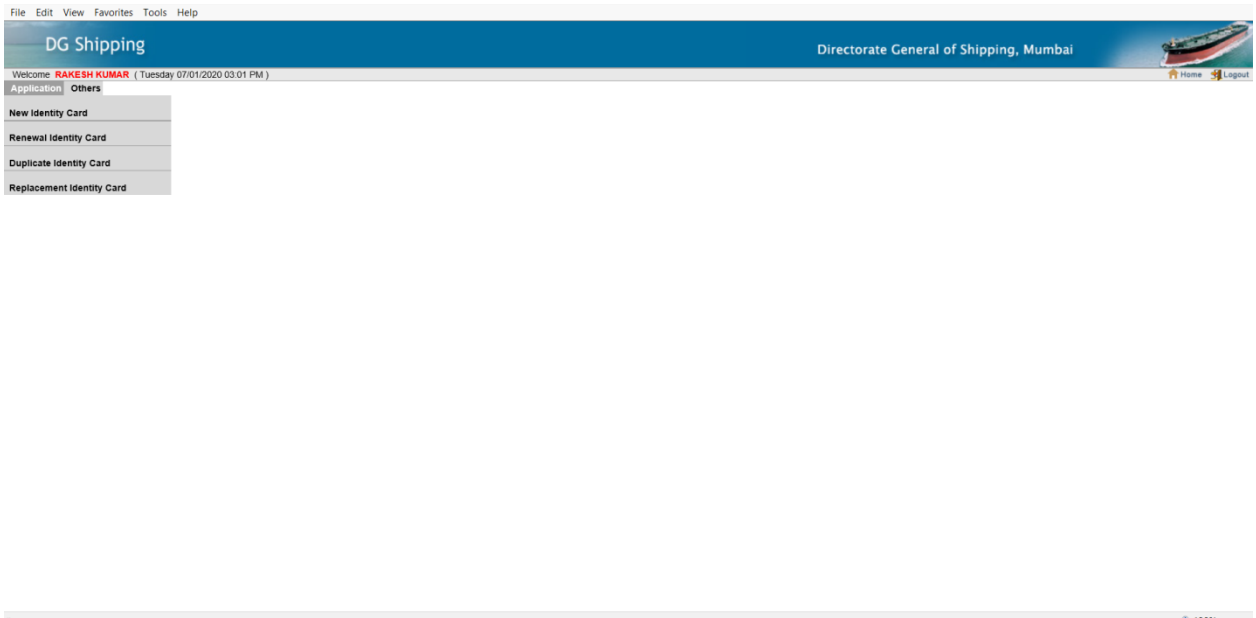 File Edit View Favorites Tools Help
DG Shipping
Directorate General of Shipping, Mumbai
Welcome RAKESH KUMAR ( Tuesday 07/01/2020 03:01 PM )
Home Logout
Application Others
New Identity Card
Renewal Identity Card
Duplicate Identity Card
Replacement Identity Card